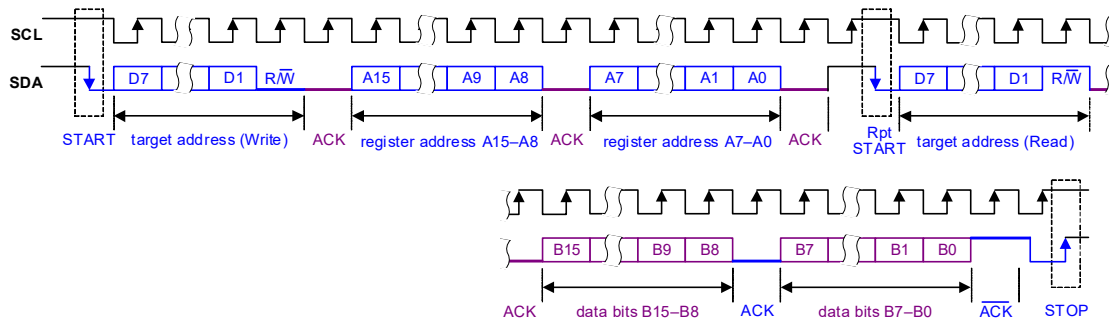 SCL
SDA D7 D1 R/W̅ A15 A9 A8 A7 A1 A0 D7 D1 R/W̅
START target address (Write) ACK register address A15–A8 ACK register address A7–A0 ACK Rpt START target address (Read)
B15 B9 B8 B7 B1 B0
ACK data bits B15–B8 ACK data bits B7–B0 A̅C̅K̅ STOP